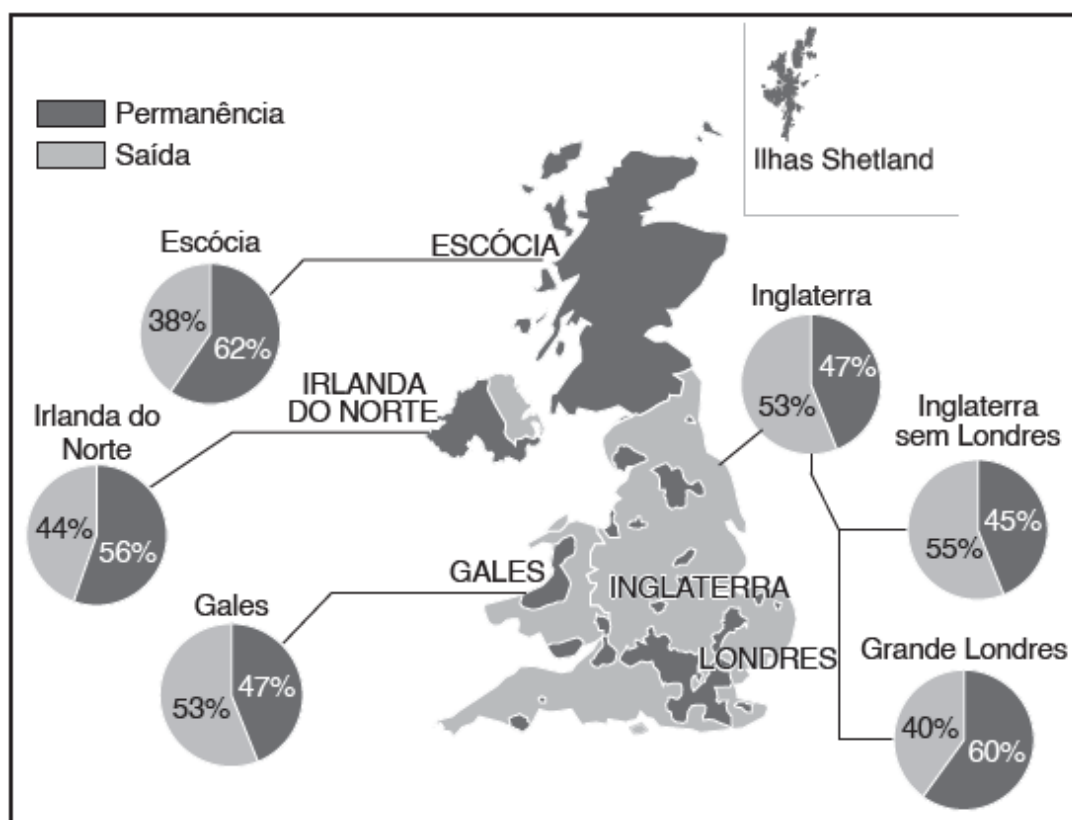 Permanência
Saída
Ilhas Shetland
Escócia
38%
62%
ESCÓCIA
IRLANDA
DO NORTE
Irlanda do
Norte
44%
56%
GALES
Gales
53%
47%
INGLATERRA
LONDRES
Inglaterra
47%
53%
Inglaterra
sem Londres
45%
55%
Grande Londres
40%
60%